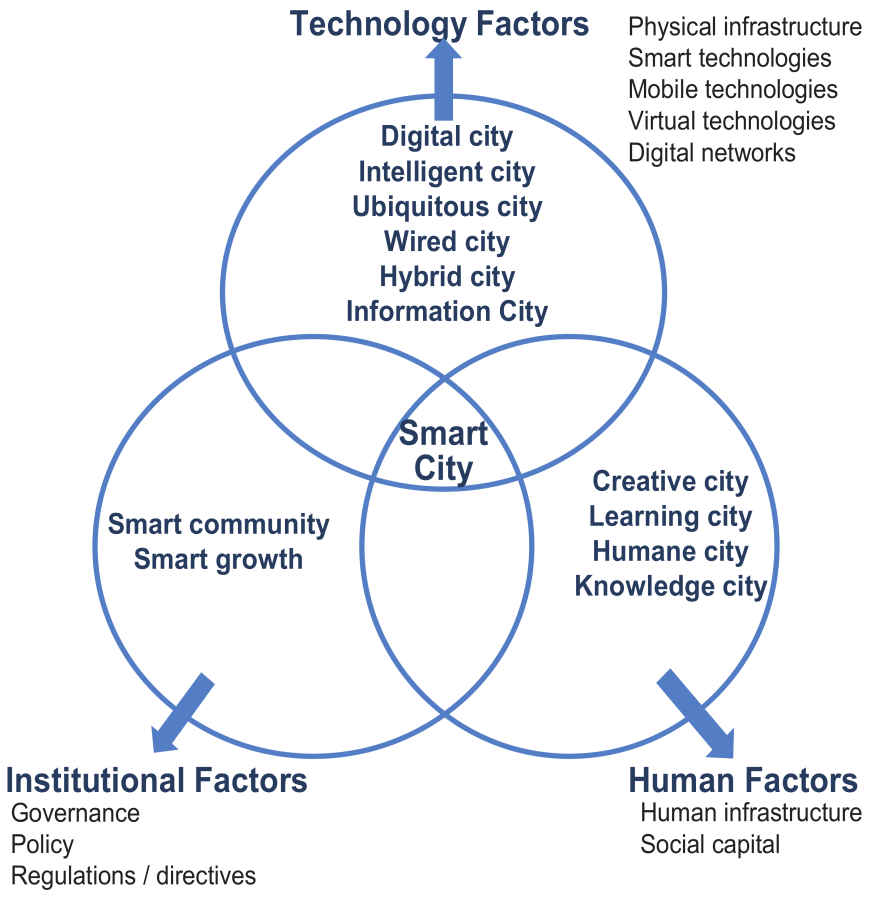 Technology Factors
Physical infrastructure
Smart technologies
Mobile technologies
Virtual technologies
Digital networks
Digital city
Intelligent city
Ubiquitous city
Wired city
Hybrid city
Information City
Smart
City
Smart community
Smart growth
Creative city
Learning city
Humane city
Knowledge city
Institutional Factors
Governance
Policy
Regulations / directives
Human Factors
Human infrastructure
Social capital